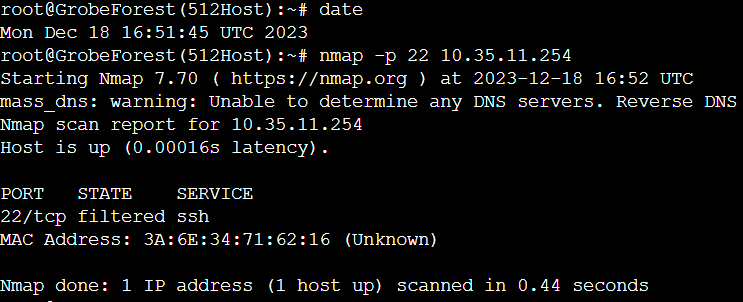 root@GrobeForest(512Host):~# date
Mon Dec 18 16:51:45 UTC 2023
root@GrobeForest(512Host):~# nmap -p 22 10.35.11.254
Starting Nmap 7.70 ( https://nmap.org ) at 2023-12-18 16:52 UTC
mass_dns: warning: Unable to determine any DNS servers. Reverse DNS
Nmap scan report for 10.35.11.254
Host is up (0.00016s latency).
PORT   STATE    SERVICE
22/tcp filtered ssh
MAC Address: 3A:6E:34:71:62:16 (Unknown)
Nmap done: 1 IP address (1 host up) scanned in 0.44 seconds